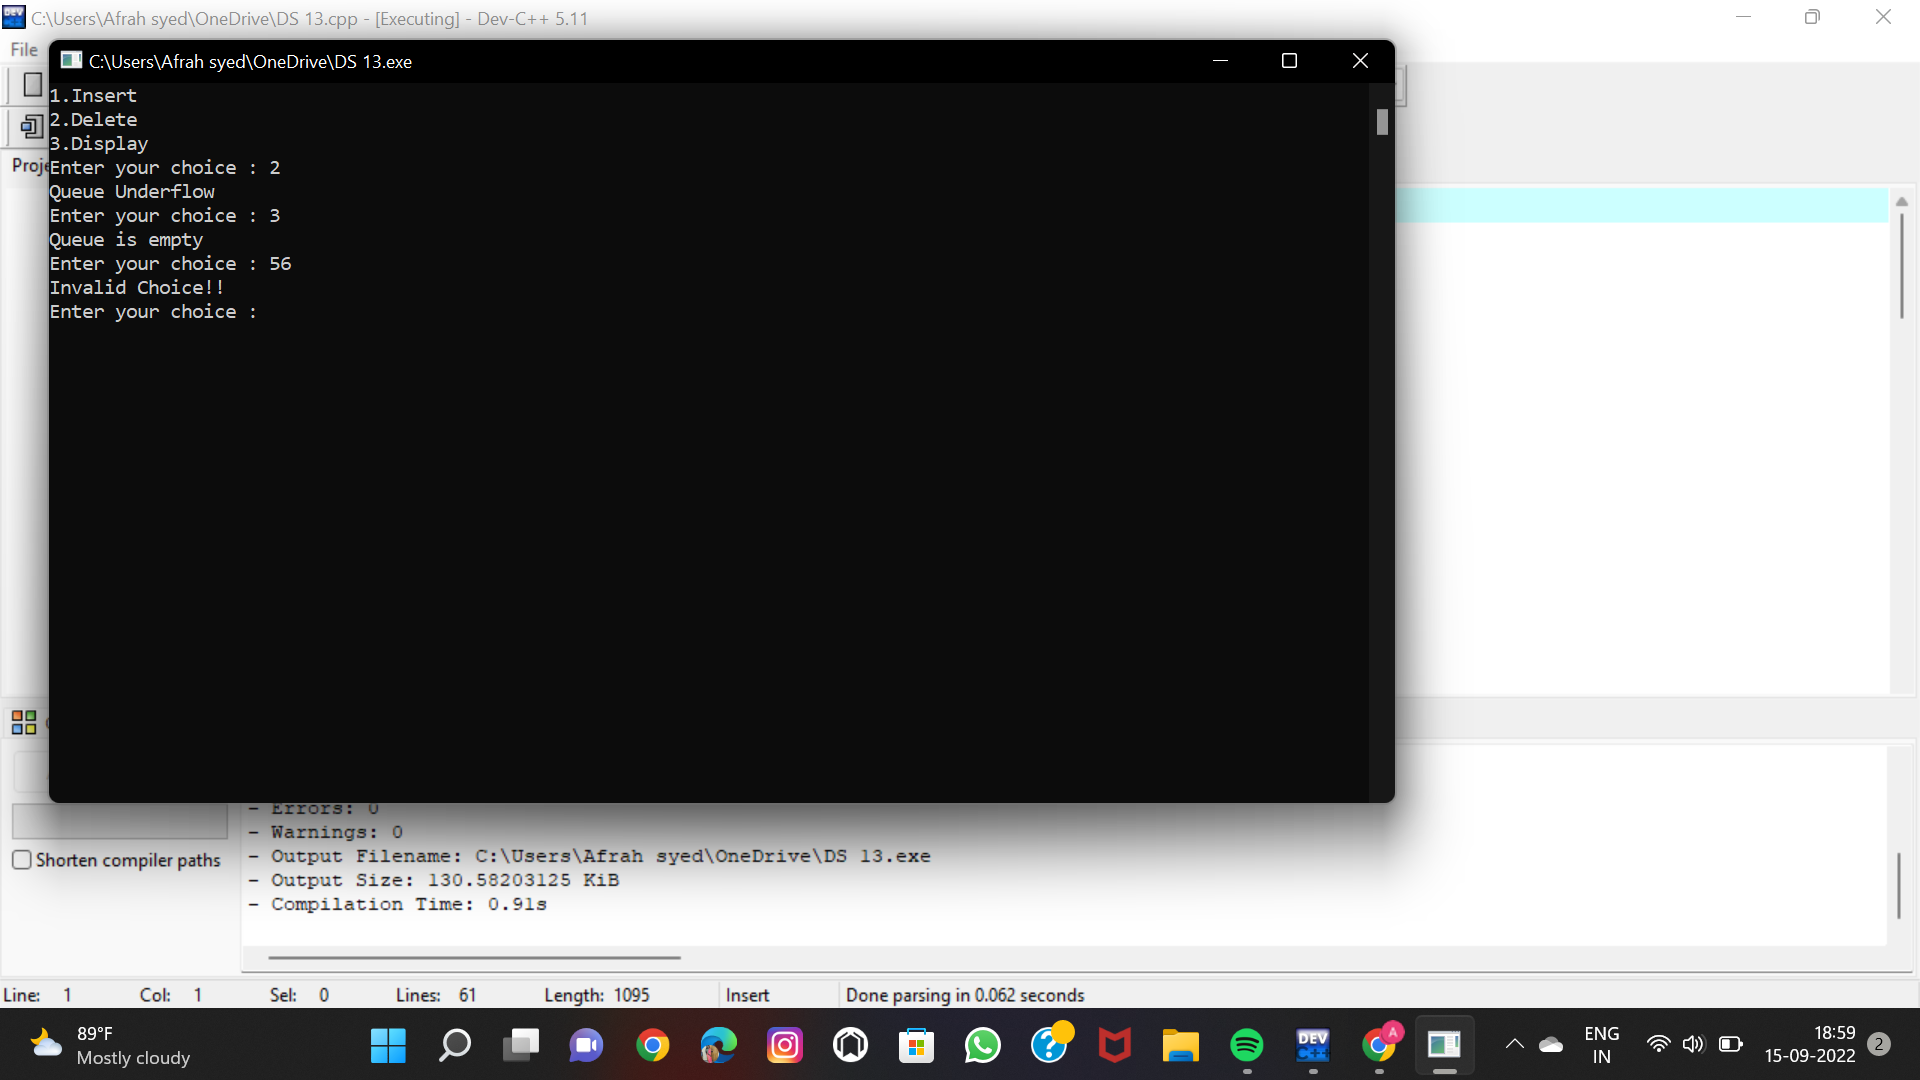 C:\Users\Afrah syed\OneDrive\DS 13.cpp - [Executing] - Dev-C++ 5.11
File
C:\Users\Afrah syed\OneDrive\DS 13.exe
1.Insert
2.Delete
3.Display
Enter your choice : 2
Queue Underflow
Enter your choice : 3
Queue is empty
Enter your choice : 56
Invalid Choice!!
Enter your choice :
- Errors: 0
- Warnings: 0
- Output Filename: C:\Users\Afrah syed\OneDrive\DS 13.exe
- Output Size: 130.58203125 KiB
- Compilation Time: 0.91s
Shorten compiler paths
Line: 1 Col: 1 Sel: 0 Lines: 61 Length: 1095 Insert Done parsing in 0.062 seconds
89°F
Mostly cloudy
DEV
C++
A
ENG
IN
18:59
15-09-2022
2